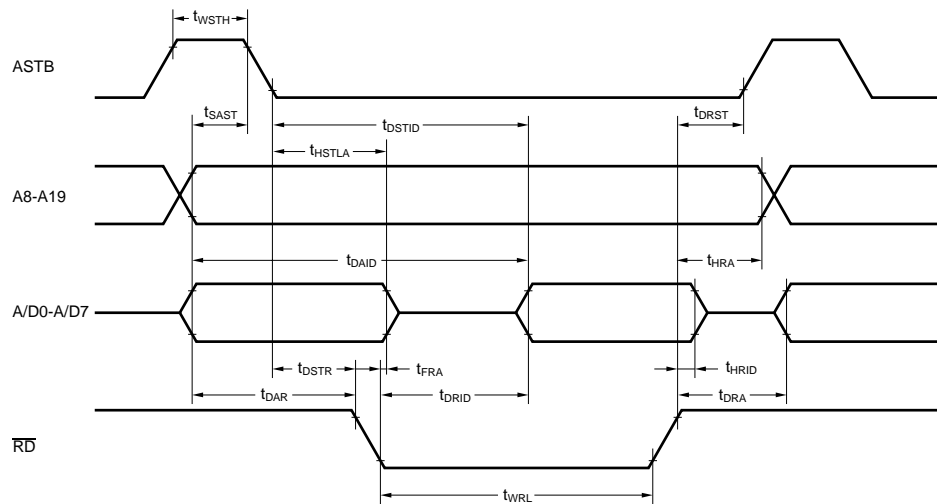 tWSTH
ASTB
tSAST
tDSTID
tDRST
tHSTLA
A8-A19
tDAID
tHRA
A/D0-A/D7
tDSTR
tFRA
tHRID
tDAR
tDRID
tDRA
RD
tWRL